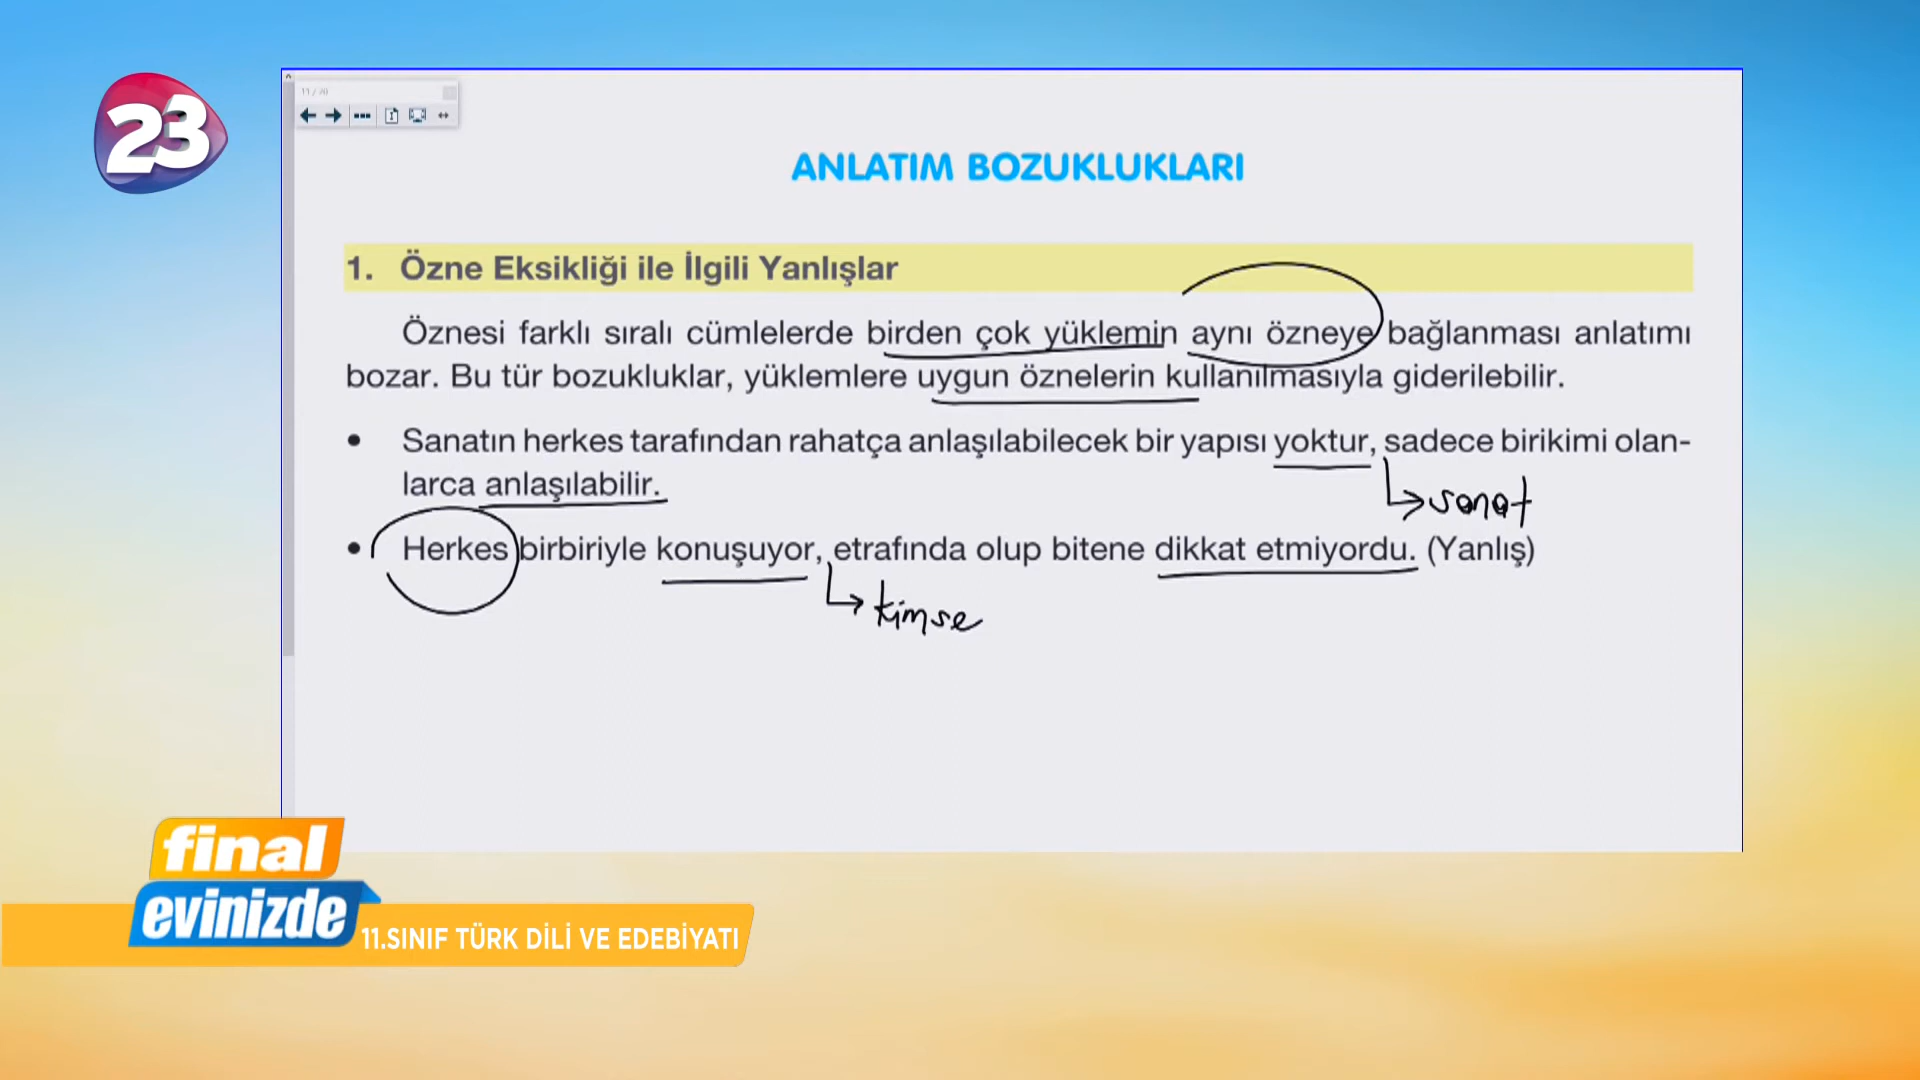 23
11 / 70
ANLATIM BOZUKLUKLARI
1. Özne Eksikliği ile İlgili Yanlışlar
Öznesi farklı sıralı cümlelerde birden çok yüklemin aynı özneye bağlanması anlatımı
bozar. Bu tür bozukluklar, yüklemlere uygun öznelerin kullanılmasıyla giderilebilir.
• Sanatın herkes tarafından rahatça anlaşılabilecek bir yapısı yoktur, sadece birikimi olan-
larca anlaşılabilir.
sanat
• Herkes birbiriyle konuşuyor, etrafında olup bitene dikkat etmiyordu. (Yanlış)
kimse
final
evinizde
11.SINIF TÜRK DİLİ VE EDEBİYATI